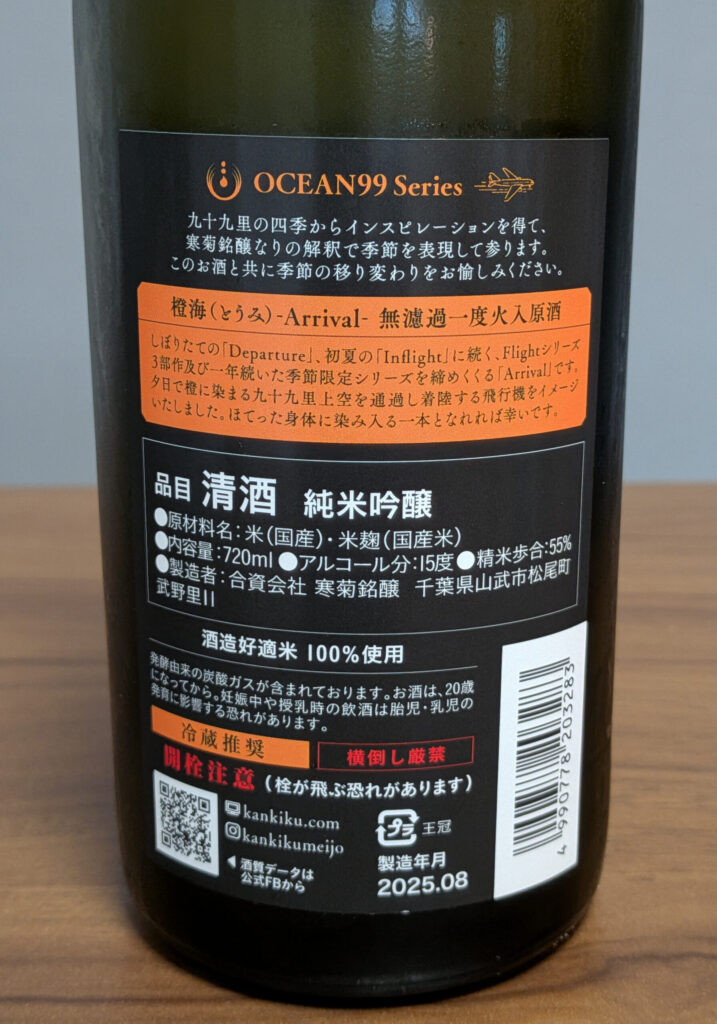 OCEAN99 Series
九十九里の四季からインスピレーションを得て、
寒菊銘醸なりの解釈で季節を表現して参ります。
このお酒と共に季節の移り変わりをお愉しみください。
橙海(とうみ)-Arrival- 無濾過一度火入原酒
しぼりたての「Departure」、初夏の「Inflight」に続く、Flightシリーズ
3部作及び一年続いた季節限定シリーズを締めくくる「Arrival」です。
夕日で橙に染まる九十九里上空を通過し着陸する飛行機をイメージ
いたしました。ほてった身体に染み入る一本となれれば幸いです。
品目 清酒 純米吟醸
●原材料名:米(国産)・米麹(国産米)
●内容量:720ml ●アルコール分:15度 ●精米歩合:55%
●製造者:合資会社 寒菊銘醸 千葉県山武市松尾町
武野里11
酒造好適米 100%使用
発酵由来の炭酸ガスが含まれております。お酒は、20歳
になってから。妊娠中や授乳時の飲酒は胎児・乳児の
発育に影響する恐れがあります。
冷蔵推奨 横倒し厳禁
開栓注意 (栓が飛ぶ恐れがあります)
kankiku.com
kankikumeijo
◀ 酒質データは
公式FBから
プラ 王冠
製造年月
2025.08
4 990778 203283